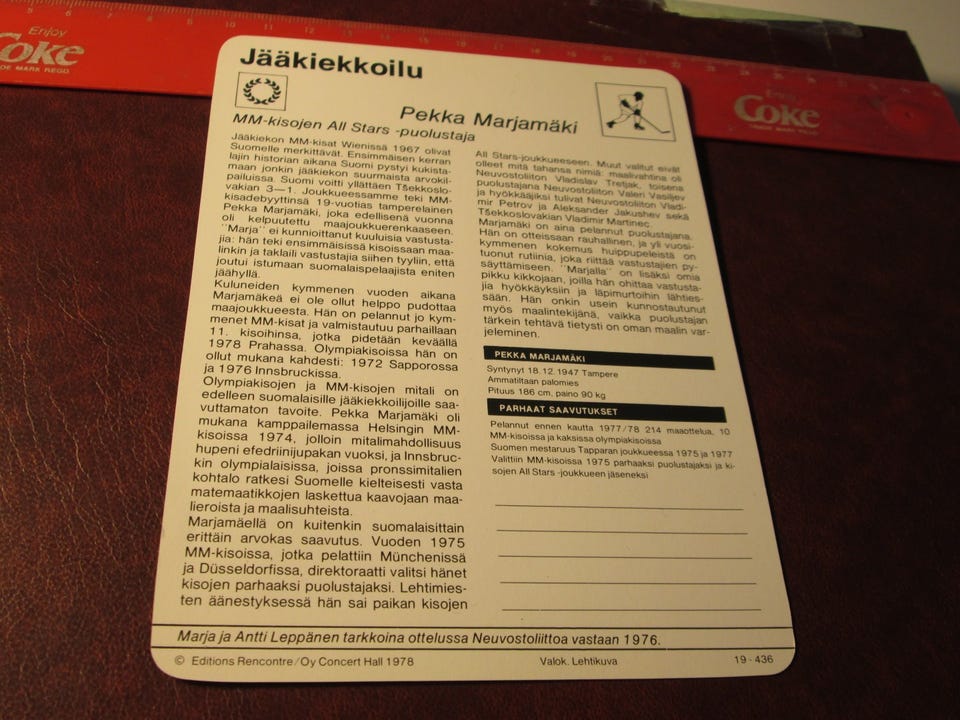 Enjoy
Coke
DE MARK REGD
Enjoy
Coke
Jääkiekkoilu
Pekka Marjamäki
MM-kisojen All Stars -puolustaja
Jääkiekon MM-kisat Wienissä 1967 olivat
Suomelle merkittävät. Ensimmäisen kerran
lajin historian aikana Suomi pystyi kukista-
maan jonkin jääkiekon suurmaista arvokil-
pailuissa. Suomi voitti yllättäen Tšekkoslo-
vakian 3—1. Joukkueessamme teki MM-
kisadebyyttinsä 19-vuotias tamperelainen
Pekka Marjamäki, joka edellisenä vuonna
oli kelpuutettu maajoukkuerenkaaseen.
''Marja'' ei kunnioittanut kuuluisia vastusta-
jia: hän teki ensimmäisissä kisoissaan maa-
linkin ja taklaili vastustajia siihen tyyliin, että
joutui istumaan suomalaispelaajista eniten
jäähyllä.
Kuluneiden kymmenen vuoden aikana
Marjamäkeä ei ole ollut helppo pudottaa
maajoukkueesta. Hän on pelannut jo kym-
menet MM-kisat ja valmistautuu parhaillaan
11. kisoihinsa, jotka pidetään keväällä
1978 Prahassa. Olympiakisoissa hän on
ollut mukana kahdesti: 1972 Sapporossa
ja 1976 Innsbruckissa.
Olympiakisojen ja MM-kisojen mitali on
edelleen suomalaisille jääkiekkoilijoille saa-
vuttamaton tavoite. Pekka Marjamäki oli
mukana kamppailemassa Helsingin MM-
kisoissa 1974, jolloin mitalimahdollisuus
hupeni efedriinijupakan vuoksi, ja Innsbruc-
kin olympialaisissa, joissa pronssimitalien
kohtalo ratkesi Suomelle kielteisesti vasta
matemaatikkojen laskettua kaavojaan maa-
lieroista ja maalisuhteista.
Marjamäellä on kuitenkin suomalaisittain
erittäin arvokas saavutus. Vuoden 1975
MM-kisoissa, jotka pelattiin Münchenissä
ja Düsseldorfissa, direktoraatti valitsi hänet
kisojen parhaaksi puolustajaksi. Lehtimies-
ten äänestyksessä hän sai paikan kisojen
All Stars-joukkueeseen. Muut valitut eivät
olleet mitä tahansa nimiä: maalivahtina oli
Neuvostoliiton Vladislav Tretjak, toisena
puolustajana Neuvostoliiton Valeri Vasiljev
ja hyökkääjiksi tulivat Neuvostoliiton Vladi-
mir Petrov ja Aleksander Jakushev sekä
Tšekkoslovakian Vladimir Martinec.
Marjamäki on aina pelannut puolustajana.
Hän on otteissaan rauhallinen, ja yli vuosi-
kymmenen kokemus huippupeleistä on
tuonut rutiinia, joka riittää vastustajien py-
säyttämiseen. ''Marjalla'' on lisäksi omia
pikku kikkojaan, joilla hän ohittaa vastusta-
jia hyökkäyksiin ja läpimurtoihin lähties-
sään. Hän onkin usein kunnostautunut
myös maalintekijänä, vaikka puolustajan
tärkein tehtävä tietysti on oman maalin var-
jeleminen.
PEKKA MARJAMÄKI
Syntynyt 18.12.1947 Tampere
Ammatiltaan palomies
Pituus 186 cm, paino 90 kg
PARHAAT SAAVUTUKSET
Pelannut ennen kautta 1977/78 214 maaottelua, 10
MM-kisoissa ja kaksissa olympiakisoissa
Suomen mestaruus Tapparan joukkueessa 1975 ja 1977
Valittiin MM-kisoissa 1975 parhaaksi puolustajaksi ja ki-
sojen All Stars -joukkueen jäseneksi
Marja ja Antti Leppänen tarkkoina ottelussa Neuvostoliittoa vastaan 1976.
© Editions Rencontre/Oy Concert Hall 1978
Valok. Lehtikuva
19-436